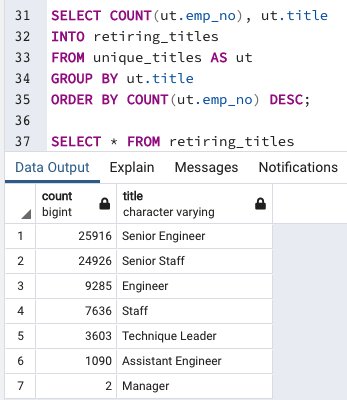 31 SELECT COUNT(ut.emp_no), ut.title
32 INTO retiring_titles
33 FROM unique_titles AS ut
34 GROUP BY ut.title
35 ORDER BY COUNT(ut.emp_no) DESC;
36
37 SELECT * FROM retiring_titles
Data Output Explain Messages Notifications
count title
bigint character varying
1 25916 Senior Engineer
2 24926 Senior Staff
3 9285 Engineer
4 7636 Staff
5 3603 Technique Leader
6 1090 Assistant Engineer
7 2 Manager